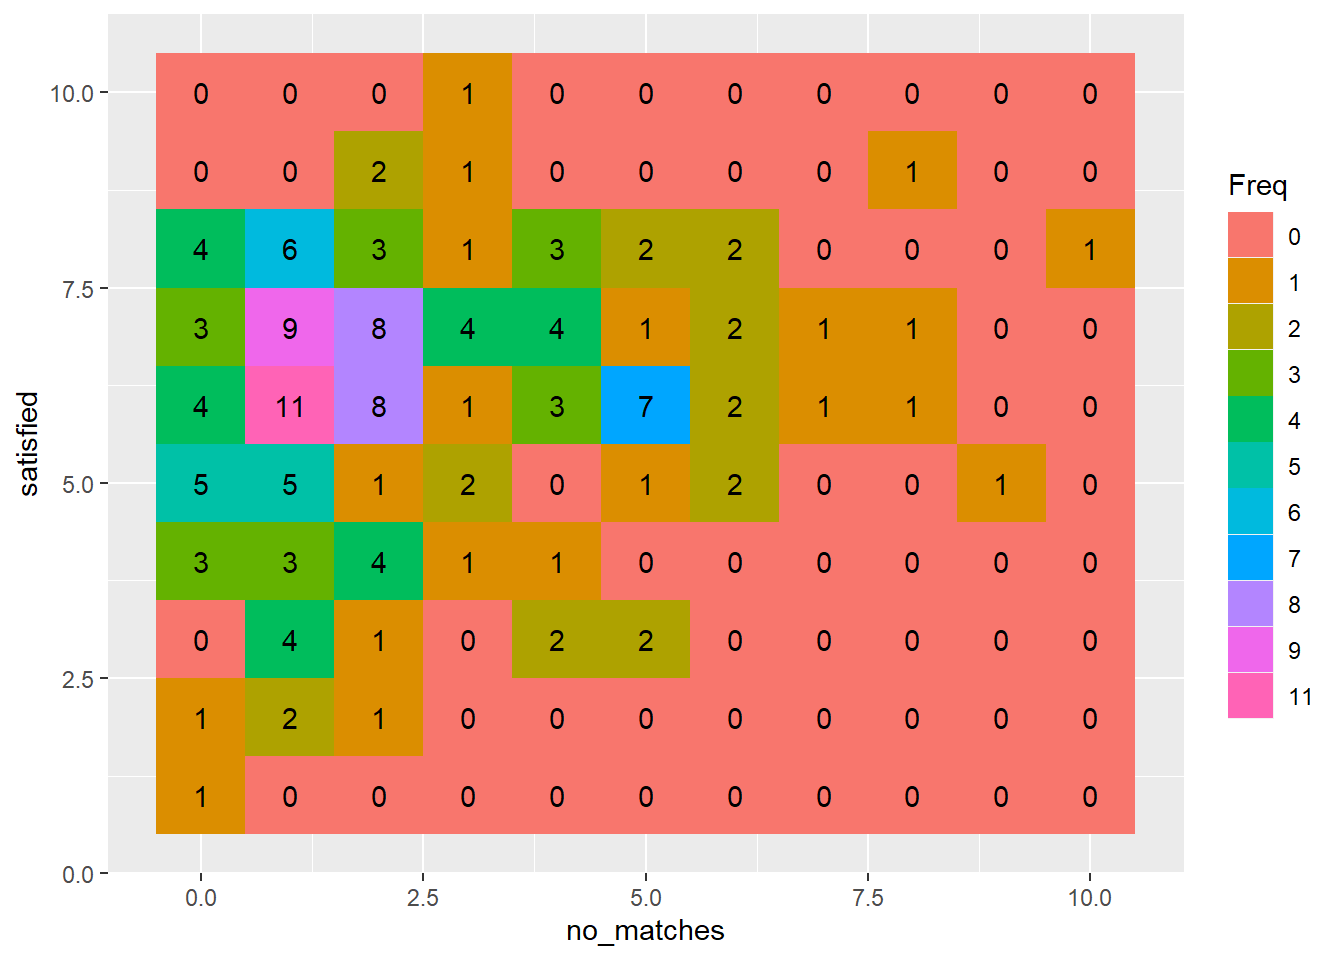 10.0
7.5
5.0
2.5
0.0
satisfied
0 0 0 1 0 0 0 0 0 0 0
0 0 2 1 0 0 0 0 1 0 0
4 6 3 1 3 2 2 0 0 0 1
3 9 8 4 4 1 2 1 1 0 0
4 11 8 1 3 7 2 1 1 0 0
5 5 1 2 0 1 2 0 0 1 0
3 3 4 1 1 0 0 0 0 0 0
0 4 1 0 2 2 0 0 0 0 0
1 2 1 0 0 0 0 0 0 0 0
1 0 0 0 0 0 0 0 0 0 0
0.0 2.5 5.0 7.5 10.0
no_matches
Freq
0
1
2
3
4
5
6
7
8
9
11